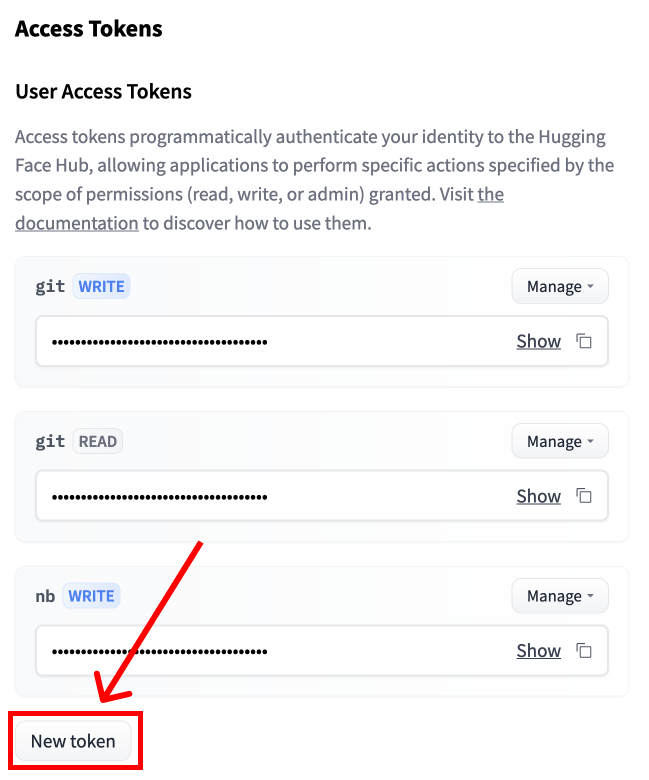 Access Tokens
User Access Tokens
Access tokens programmatically authenticate your identity to the Hugging
Face Hub, allowing applications to perform specific actions specified by the
scope of permissions (read, write, or admin) granted. Visit the
documentation to discover how to use them.
git WRITE Manage
•••••••••••••••••••••••••••••••••••••• Show
git READ Manage
•••••••••••••••••••••••••••••••••••••• Show
nb WRITE Manage
•••••••••••••••••••••••••••••••••••••• Show
New token